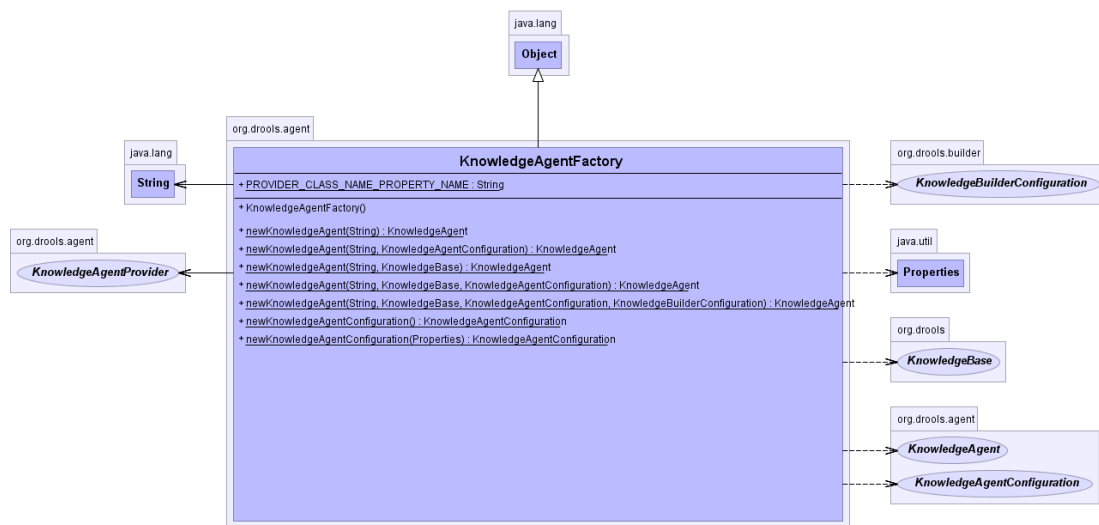 java.lang
Object
org.drools.agent
KnowledgeAgentFactory
+ PROVIDER_CLASS_NAME_PROPERTY_NAME : String
+ KnowledgeAgentFactory()
+ newKnowledgeAgent(String) : KnowledgeAgent
+ newKnowledgeAgent(String, KnowledgeAgentConfiguration) : KnowledgeAgent
+ newKnowledgeAgent(String, KnowledgeBase) : KnowledgeAgent
+ newKnowledgeAgent(String, KnowledgeBase, KnowledgeAgentConfiguration) : KnowledgeAgent
+ newKnowledgeAgent(String, KnowledgeBase, KnowledgeAgentConfiguration, KnowledgeBuilderConfiguration) : KnowledgeAgent
+ newKnowledgeAgentConfiguration() : KnowledgeAgentConfiguration
+ newKnowledgeAgentConfiguration(Properties) : KnowledgeAgentConfiguration
java.lang
String
org.drools.agent
KnowledgeAgentProvider
org.drools.builder
KnowledgeBuilderConfiguration
java.util
Properties
org.drools
KnowledgeBase
org.drools.agent
KnowledgeAgent
KnowledgeAgentConfiguration